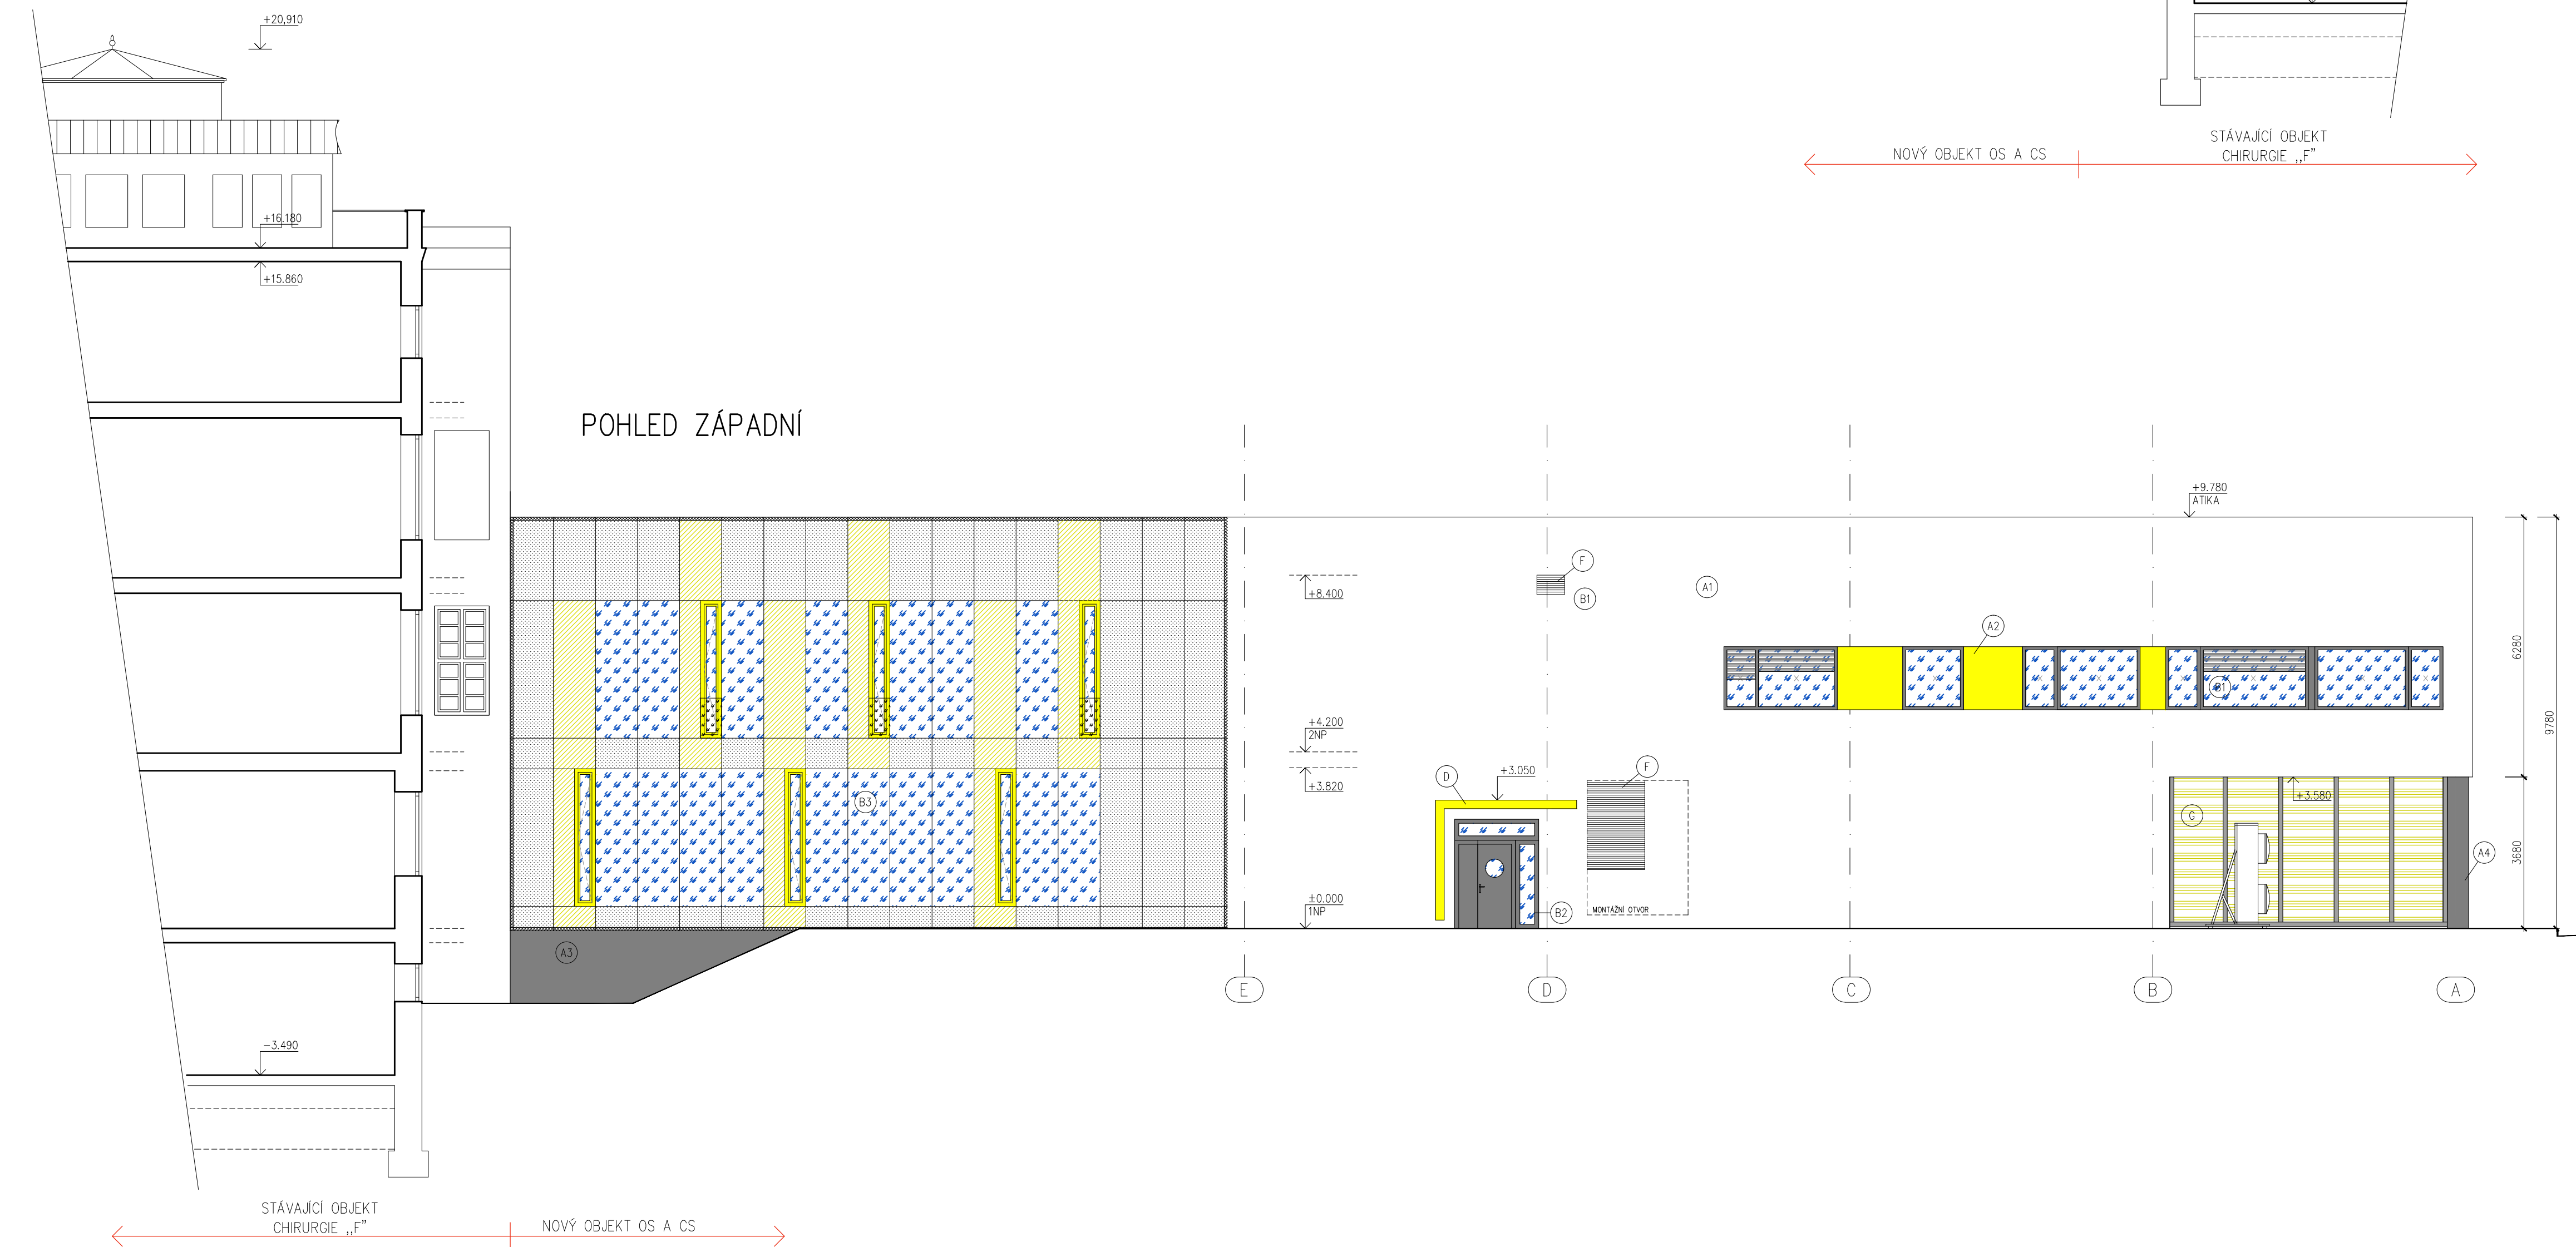 +20,910
NOVÝ OBJEKT OS A CS
STÁVAJÍCÍ OBJEKT
CHIRURGIE ,,F"
+16.180
+15.860
POHLED ZÁPADNÍ
+9.780
ATIKA
F
+8.400
B1
A1
A2
6280
9780
B1
+4.200
2NP
+3.820
D
+3.050
F
B3
+3.580
G
3680
A4
±0.000
1NP
B2
MONTÁŽNÍ OTVOR
A3
E
D
C
B
A
-3.490
STÁVAJÍCÍ OBJEKT
CHIRURGIE ,,F"
NOVÝ OBJEKT OS A CS